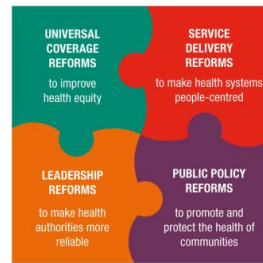 UNIVERSAL
COVERAGE
REFORMS
to improve
health equity
SERVICE
DELIVERY
REFORMS
to make health systems
people-centred
LEADERSHIP
REFORMS
to make health
authorities more
reliable
PUBLIC POLICY
REFORMS
to promote and
protect the health of
communities